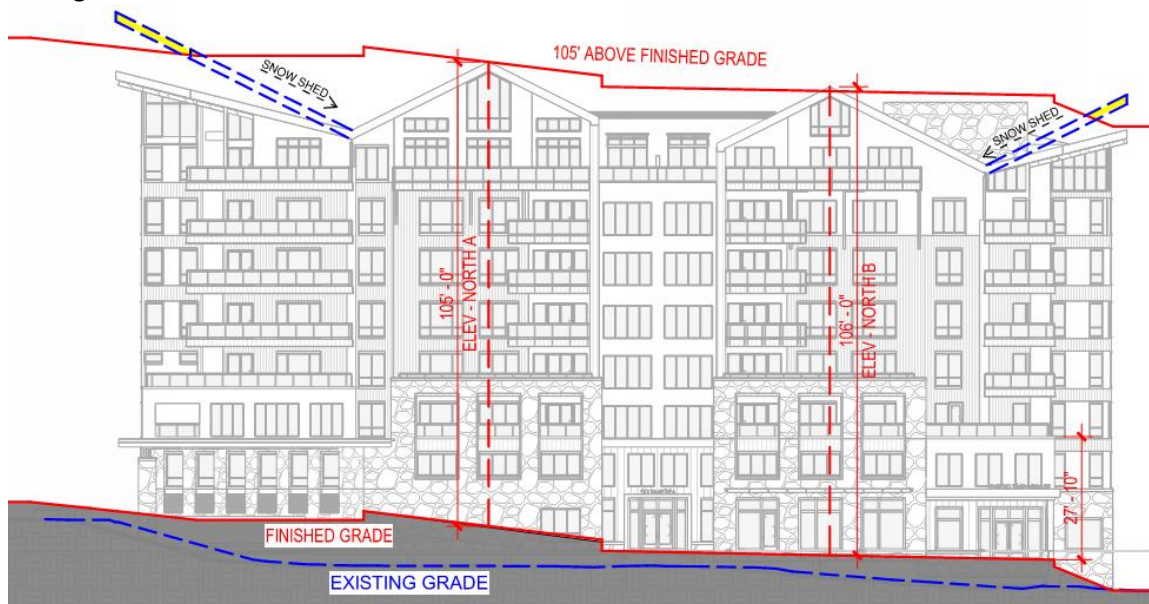 105' ABOVE FINISHED GRADE
SNOW SHED
SNOW SHED
105' - 0"
ELEV - NORTH A
106' - 0"
ELEV - NORTH B
27' - 10"
FINISHED GRADE
EXISTING GRADE